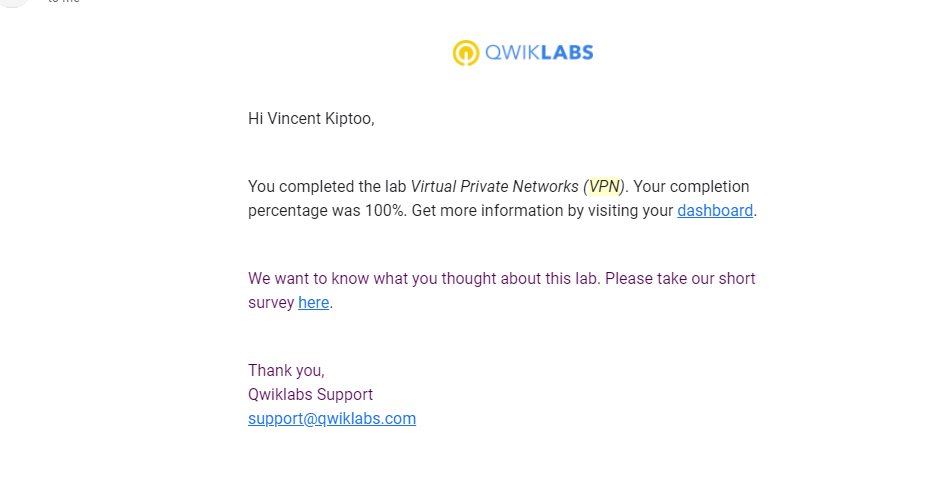 to me
QWIKLABS
Hi Vincent Kiptoo,
You completed the lab Virtual Private Networks (VPN). Your completion
percentage was 100%. Get more information by visiting your dashboard.
We want to know what you thought about this lab. Please take our short
survey here.
Thank you,
Qwiklabs Support
support@qwiklabs.com